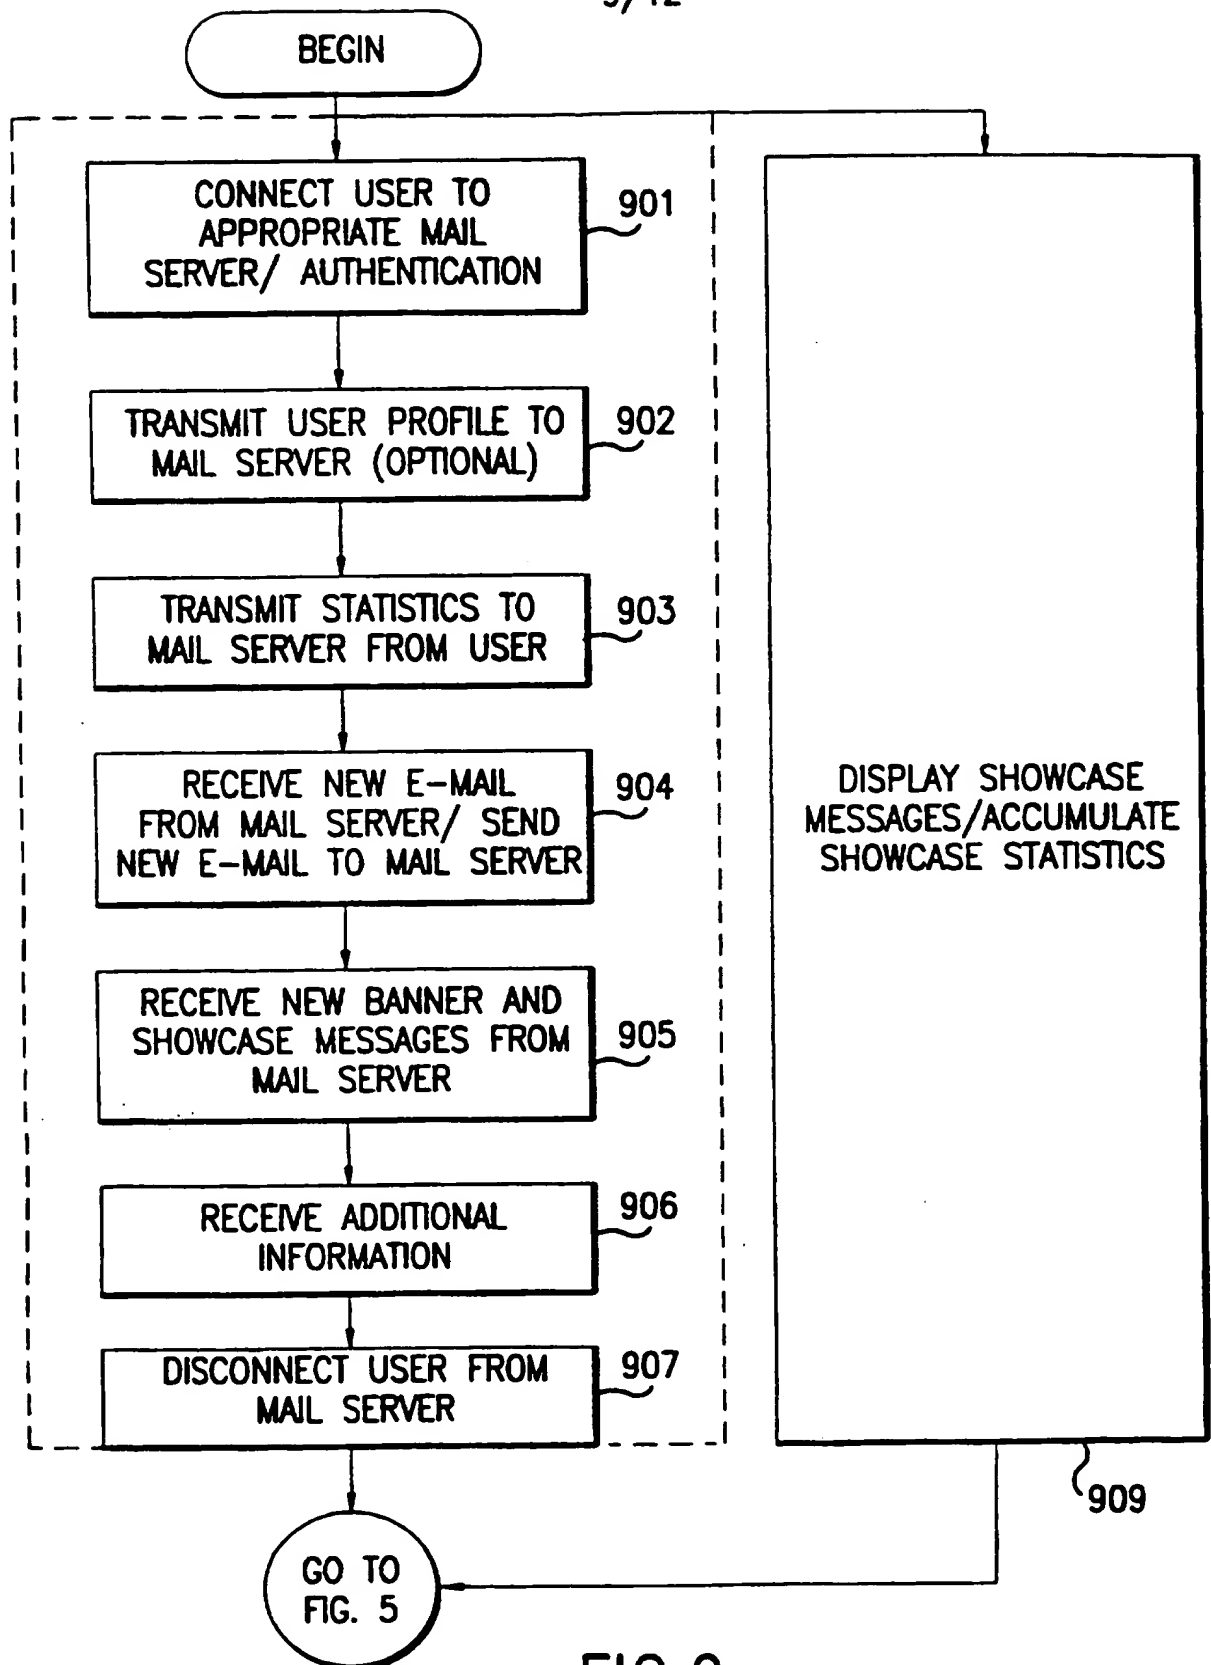 BEGIN
CONNECT USER TO
APPROPRIATE MAIL
SERVER/ AUTHENTICATION
901
TRANSMIT USER PROFILE TO
MAIL SERVER (OPTIONAL)
902
TRANSMIT STATISTICS TO
MAIL SERVER FROM USER
903
RECEIVE NEW E-MAIL
FROM MAIL SERVER/ SEND
NEW E-MAIL TO MAIL SERVER
904
RECEIVE NEW BANNER AND
SHOWCASE MESSAGES FROM
MAIL SERVER
905
RECEIVE ADDITIONAL
INFORMATION
906
DISCONNECT USER FROM
MAIL SERVER
907
DISPLAY SHOWCASE
MESSAGES/ACCUMULATE
SHOWCASE STATISTICS
909
GO TO
FIG. 5